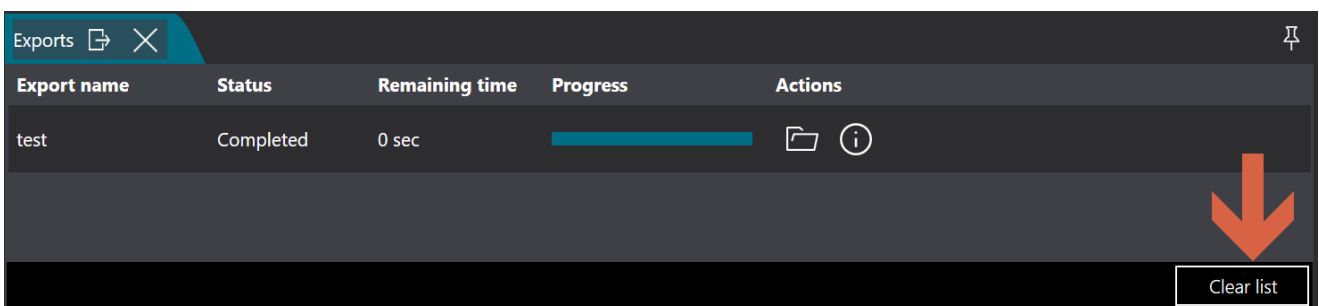 Exports
Export name Status Remaining time Progress Actions
test Completed 0 sec
Clear list